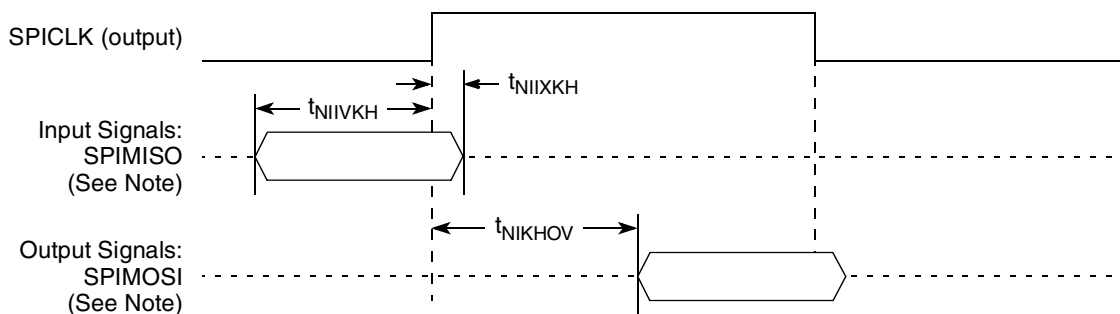 SPICLK (output)
tNIIXKH
tNIIVKH
Input Signals:
SPIMISO
(See Note)
tNIKHOV
Output Signals:
SPIMOSI
(See Note)